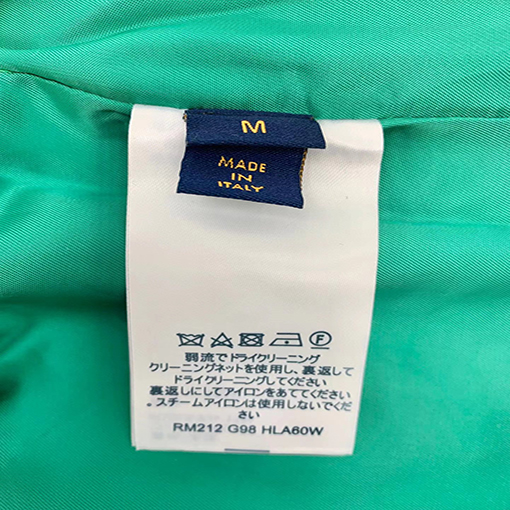 M
MADE
IN
ITALY
弱流でドライクリーニング
クリーニングネットを使用し、裏返して
ドライクリーニングしてください
裏返しにしてアイロンをあててくださ
い。スチームアイロンは使用しないでくださ
い
RM212 G98 HLA60W